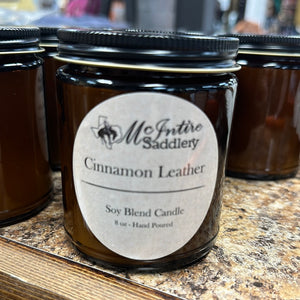 McIntire
Saddlery
Cinnamon Leather
Soy Blend Candle
8 oz - Hand Poured